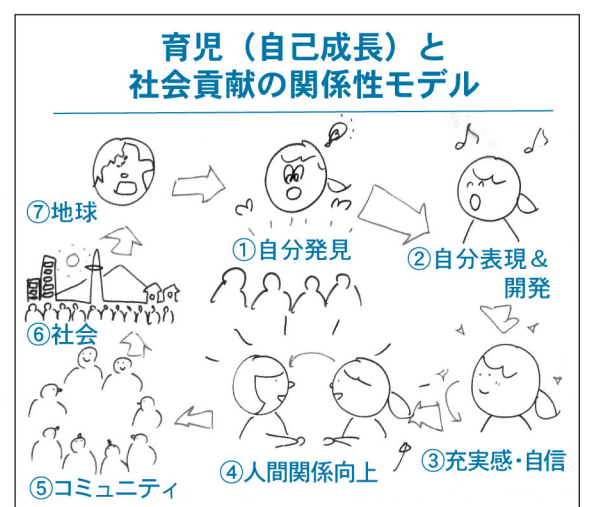 育児（自己成長）と
社会貢献の関係性モデル
①自分発見
②自分表現＆
開発
③充実感・自信
④人間関係向上
⑤コミュニティ
⑥社会
⑦地球